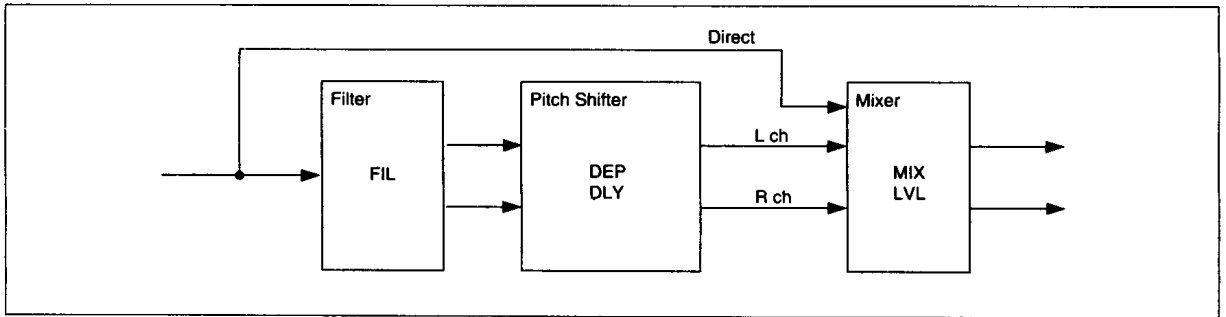 Direct
Filter
FIL
Pitch Shifter
DEP
DLY
L ch
R ch
Mixer
MIX
LVL